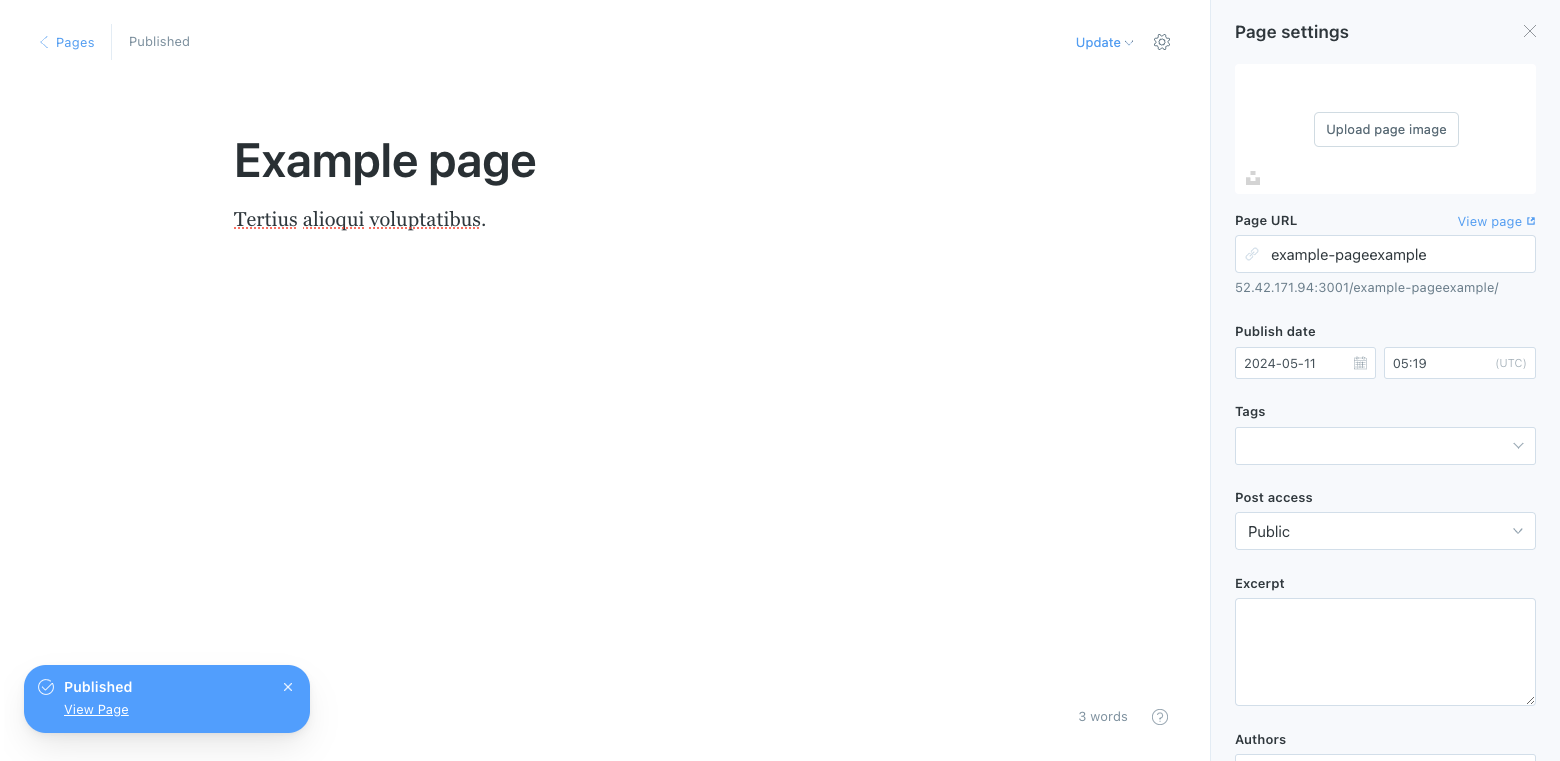 Pages
Published
Update
Example page
Tertius alioqui voluptatibus.
Published
View Page
3 words
Page settings
Upload page image
Page URL
View page
example-pageexample
52.42.171.94:3001/example-pageexample/
Publish date
2024-05-11
05:19 (UTC)
Tags
Post access
Public
Excerpt
Authors